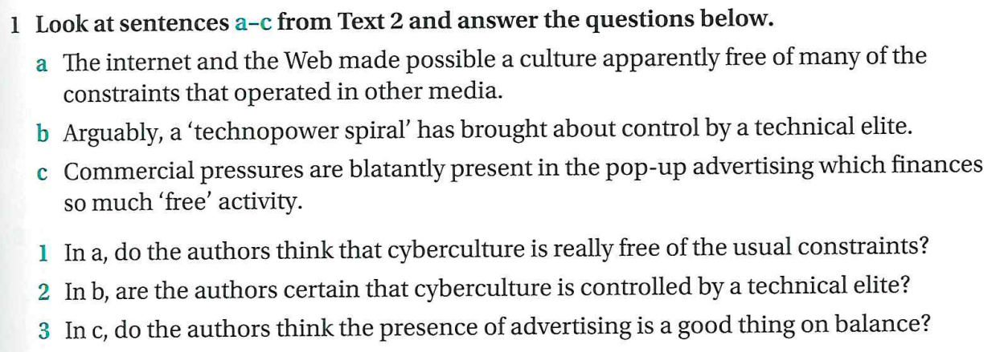 1 Look at sentences a–c from Text 2 and answer the questions below.
a The internet and the Web made possible a culture apparently free of many of the
constraints that operated in other media.
b Arguably, a ‘technopower spiral’ has brought about control by a technical elite.
c Commercial pressures are blatantly present in the pop-up advertising which finances
so much ‘free’ activity.
1 In a, do the authors think that cyberculture is really free of the usual constraints?
2 In b, are the authors certain that cyberculture is controlled by a technical elite?
3 In c, do the authors think the presence of advertising is a good thing on balance?